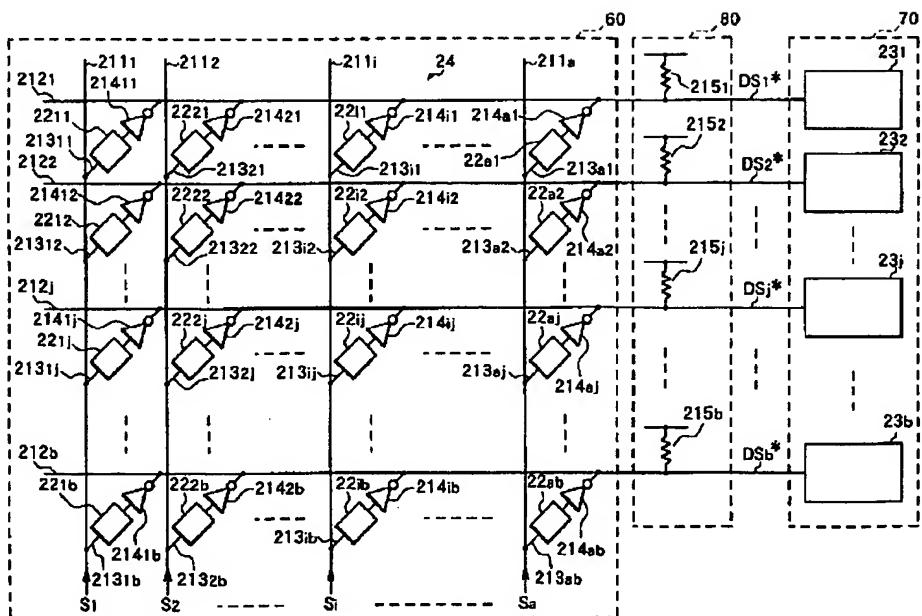 60 80 70
2111 2112 211i 24 211a
2121 21411 2151 DS1* 231
2211 2221 21421 22i1 214i1 214a1 22a1
21311 21321 213i1 213a1
2122 2152 DS2* 232
21412 2222 21422 22i2 214i2 22a2
2212 214a2
21312 21322 213i2 213a2
212j 215j DSj* 23j
2141j 222j 2142j 22ij 214ij 22aj
221j
2131j 2132j 213ij 213aj 214aj
212b 215b DSb* 23b
221b 222b 2142b 22ib 214ib 22ab
2141b 213ib 214ab
2131b 2132b 213ab
S1 S2 Si Sa